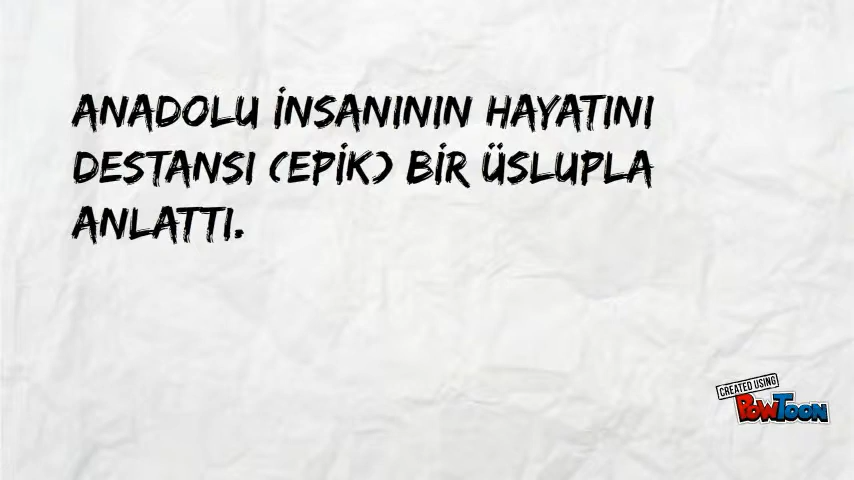 ANADOLU İNSANININ HAYATINI
DESTANSI (EPİK) BİR ÜSLUPLA
ANLATTI.
CREATED USING
POWTOON